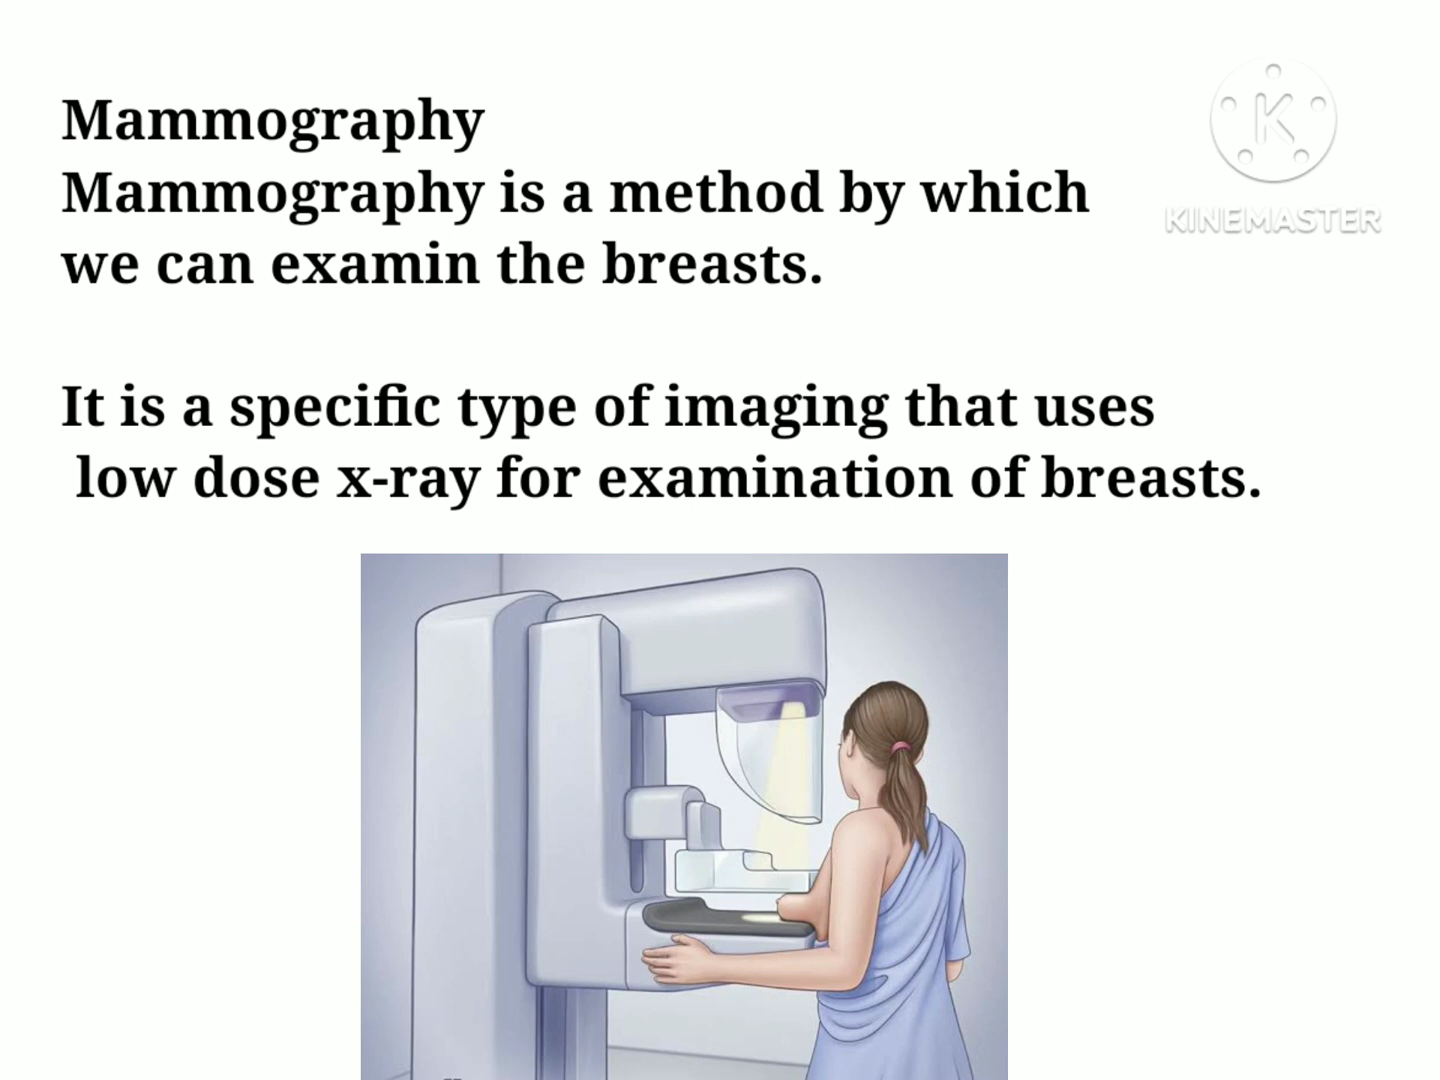 Mammography
Mammography is a method by which
we can examin the breasts.
It is a specific type of imaging that uses
low dose x-ray for examination of breasts.
K
KINEMASTER